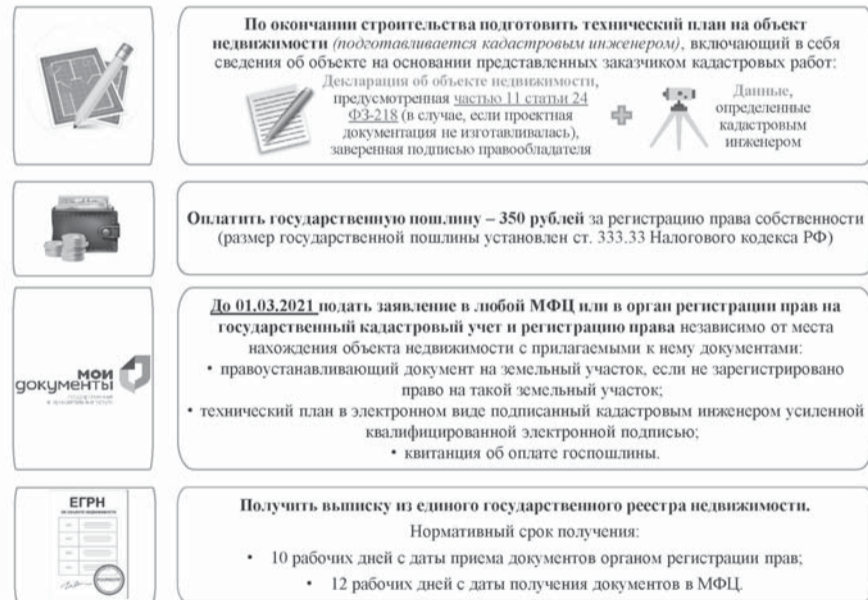 По окончании строительства подготовить технический план на объект
недвижимости (подготавливается кадастровым инженером), включающий в себя
сведения об объекте на основании представленных заказчиком кадастровых работ:
Декларация об объекте недвижимости,
предусмотренная частью 11 статьи 24
ФЗ-218 (в случае, если проектная
документация не изготавливалась),
заверенная подписью правообладателя
Данные,
определенные
кадастровым
инженером
Оплатить государственную пошлину – 350 рублей за регистрацию права собственности
(размер государственной пошлины установлен ст. 333.33 Налогового кодекса РФ)
мои
документы
До 01.03.2021 подать заявление в любой МФЦ или в орган регистрации прав на
государственный кадастровый учет и регистрацию права независимо от места
нахождения объекта недвижимости с прилагаемыми к нему документами:
• правоустанавливающий документ на земельный участок, если не зарегистрировано
право на такой земельный участок;
• технический план в электронном виде подписанный кадастровым инженером усиленной
квалифицированной электронной подписью;
• квитанция об оплате госпошлины.
ЕГРН
Получить выписку из единого государственного реестра недвижимости.
Нормативный срок получения:
• 10 рабочих дней с даты приема документов органом регистрации прав;
• 12 рабочих дней с даты получения документов в МФЦ.